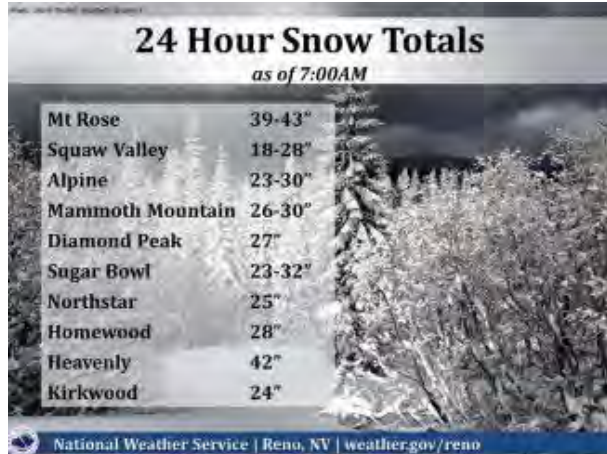 24 Hour Snow Totals
as of 7:00AM
Mt Rose 39-43"
Squaw Valley 18-28"
Alpine 23-30"
Mammoth Mountain 26-30"
Diamond Peak 27"
Sugar Bowl 23-32"
Northstar 25"
Homewood 28"
Heavenly 42"
Kirkwood 24"
National Weather Service | Reno, NV | weather.gov/reno